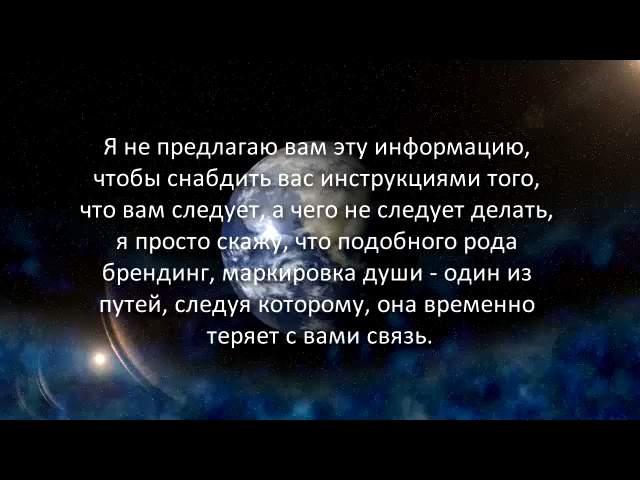 Я не предлагаю вам эту информацию,
чтобы снабдить вас инструкциями того,
что вам следует, а чего не следует делать,
я просто скажу, что подобного рода
брендинг, маркировка души - один из
путей, следуя которому, она временно
теряет с вами связь.